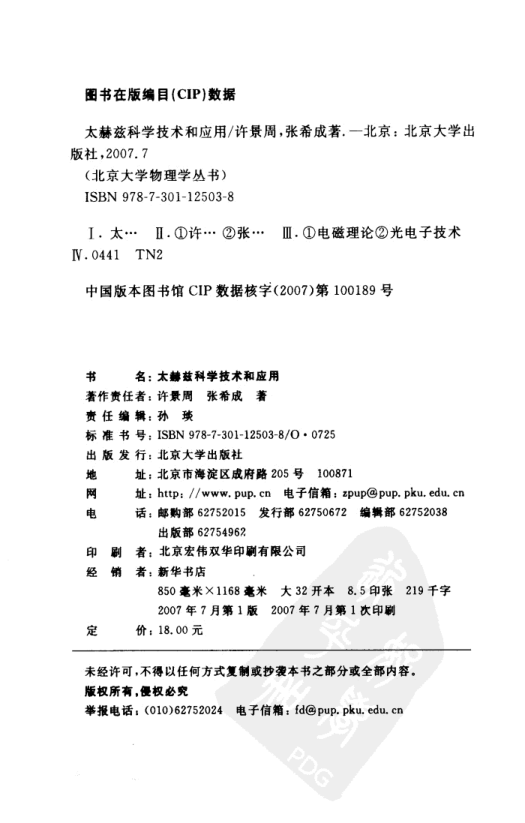 图书在版编目(CIP)数据
太赫兹科学技术和应用/许景周,张希成著.—北京:北京大学出
版社,2007.7
(北京大学物理学丛书)
ISBN 978-7-301-12503-8
Ⅰ.太… Ⅱ.①许… ②张… Ⅲ.①电磁理论②光电子技术
Ⅳ.O441 TN2
中国版本图书馆 CIP 数据核字(2007)第 100189 号
书 名:太赫兹科学技术和应用
著作责任者:许景周 张希成 著
责任编辑:孙 琰
标准书号:ISBN 978-7-301-12503-8/O·0725
出版发行:北京大学出版社
地 址:北京市海淀区成府路 205 号 100871
网 址:http://www.pup.cn 电子信箱:zpup@pup.pku.edu.cn
电 话:邮购部 62752015 发行部 62750672 编辑部 62752038
出版部 62754962
印 刷 者:北京宏伟双华印刷有限公司
经 销 者:新华书店
850 毫米×1168 毫米 大 32 开本 8.5 印张 219 千字
2007 年 7 月第 1 版 2007 年 7 月第 1 次印刷
定 价:18.00 元
未经许可,不得以任何方式复制或抄袭本书之部分或全部内容。
版权所有,侵权必究
举报电话:(010)62752024 电子信箱:fd@pup.pku.edu.cn
PDG